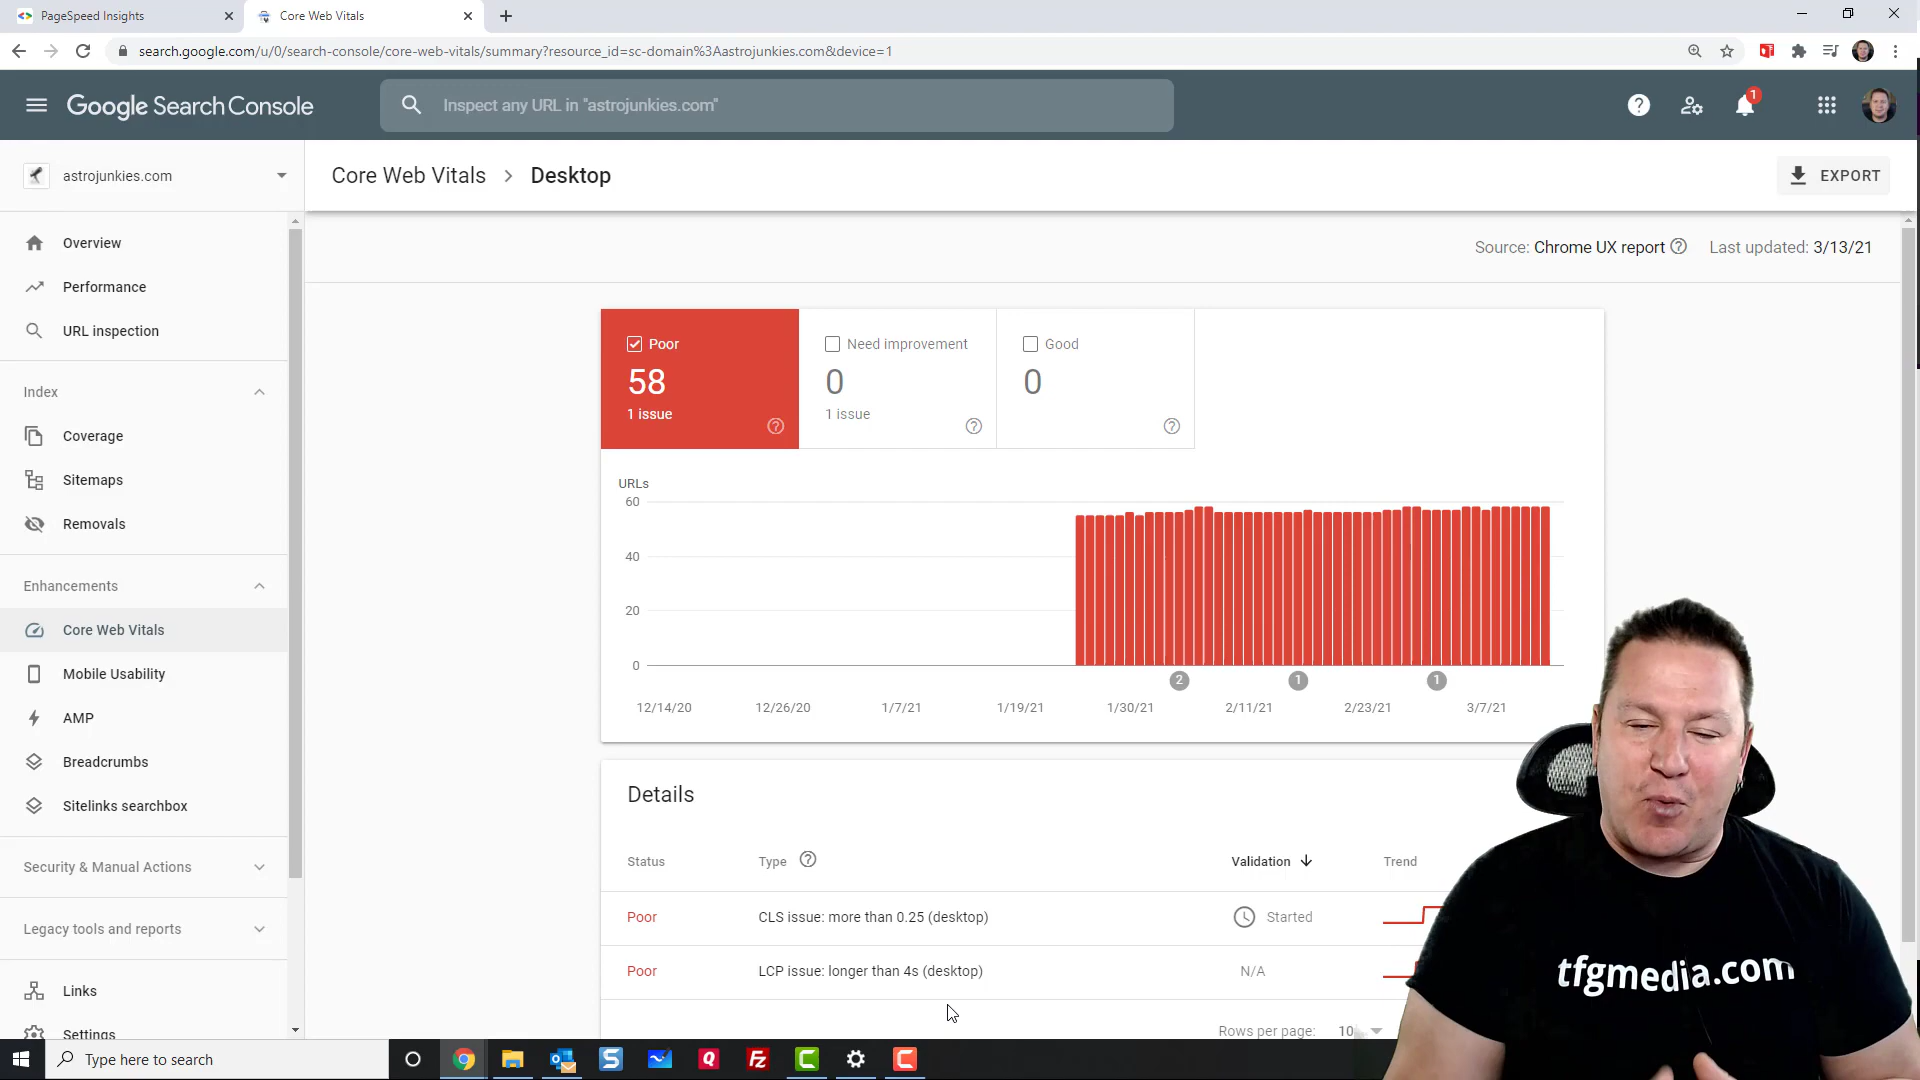 PageSpeed Insights
Core Web Vitals
search.google.com/u/0/search-console/core-web-vitals/summary?resource_id=sc-domain%3Aastrojunkies.com&device=1
Google Search Console
Inspect any URL in "astrojunkies.com"
1
astrojunkies.com
Core Web Vitals > Desktop
EXPORT
Source: Chrome UX report
Last updated: 3/13/21
Overview
Performance
URL inspection
Index
Coverage
Sitemaps
Removals
Enhancements
Core Web Vitals
Mobile Usability
AMP
Breadcrumbs
Sitelinks searchbox
Security & Manual Actions
Legacy tools and reports
Links
Settings
Poor
58
1 issue
Need improvement
0
1 issue
Good
0
URLs
60
40
20
0
2
1
1
12/14/20
12/26/20
1/7/21
1/19/21
1/30/21
2/11/21
2/23/21
3/7/21
Details
Status
Type
Validation
Trend
Poor
CLS issue: more than 0.25 (desktop)
Started
Poor
LCP issue: longer than 4s (desktop)
N/A
Rows per page:
10
tfgmedia.com
Type here to search